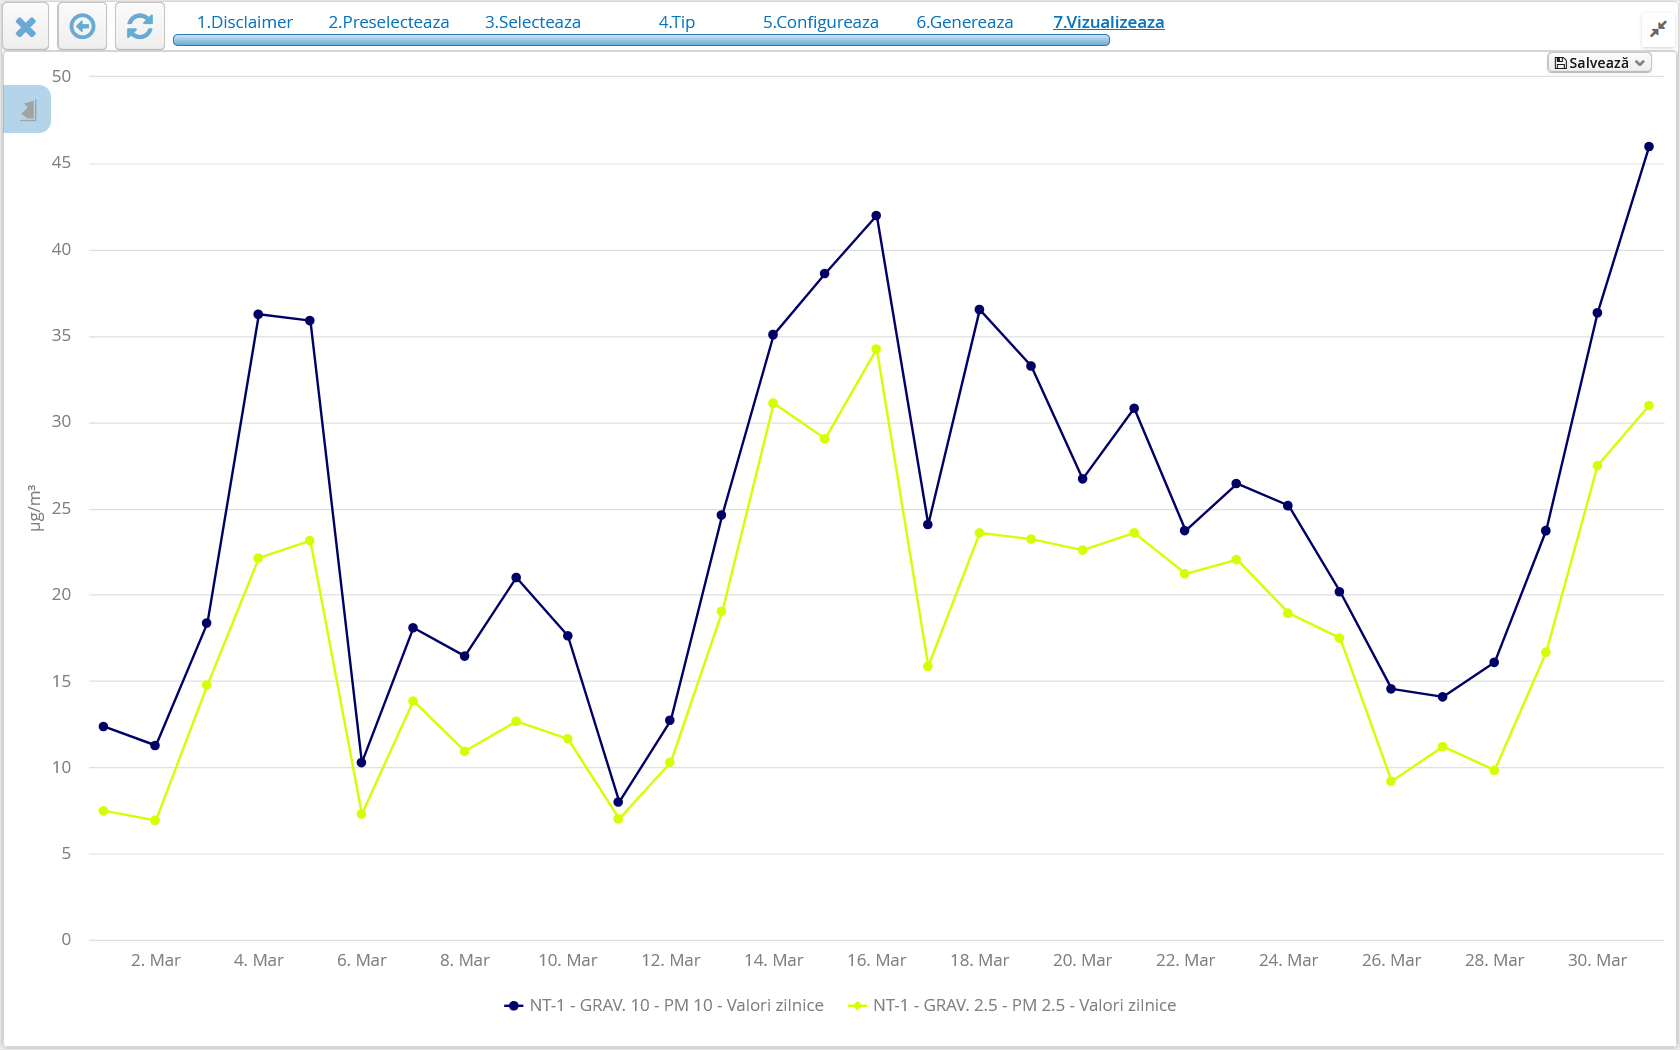 1.Disclaimer 2.Preselecteaza 3.Selecteaza 4.Tip 5.Configureaza 6.Genereaza 7.Vizualizeaza
Salvează
50
45
40
35
30
25
20
15
10
5
0
µg/m³
2. Mar 4. Mar 6. Mar 8. Mar 10. Mar 12. Mar 14. Mar 16. Mar 18. Mar 20. Mar 22. Mar 24. Mar 26. Mar 28. Mar 30. Mar
NT-1 - GRAV. 10 - PM 10 - Valori zilnice NT-1 - GRAV. 2.5 - PM 2.5 - Valori zilnice